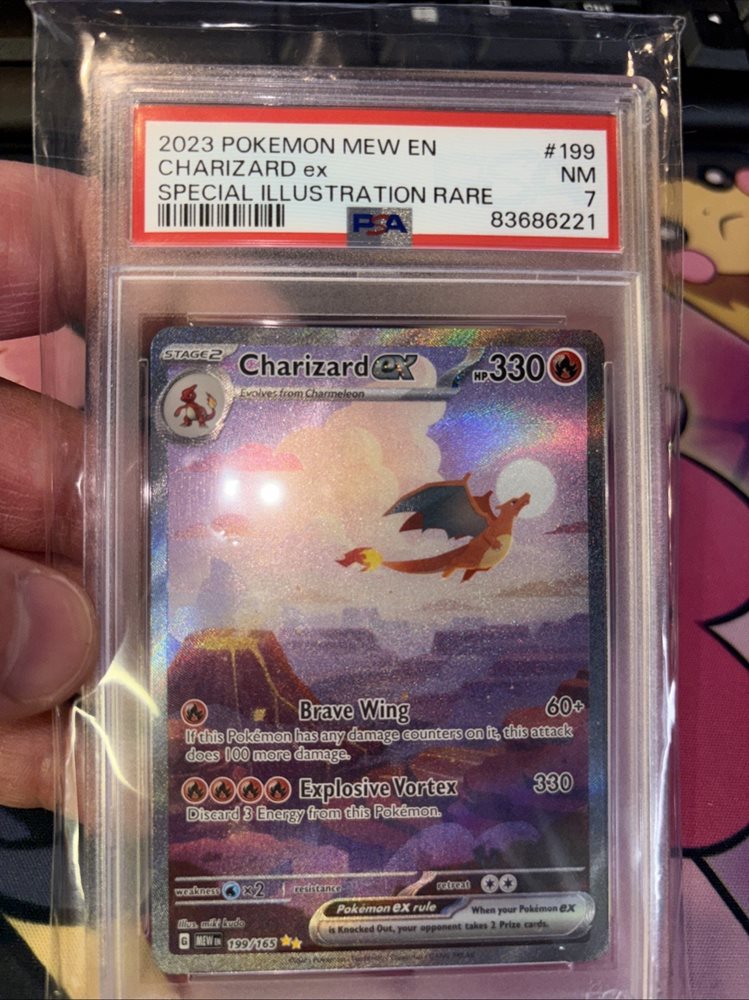 2023 POKEMON MEW EN #199
CHARIZARD ex NM
SPECIAL ILLUSTRATION RARE 7
PSA 83686221
STAGE2 Charizard ex HP 330
Evolves from Charmeleon
Brave Wing 60+
If this Pokémon has any damage counters on it, this attack
does 100 more damage.
Explosive Vortex 330
Discard 3 Energy from this Pokémon.
weakness ×2 resistance retreat
Pokémon ex rule When your Pokémon ex
is Knocked Out, your opponent takes 2 Prize cards.
Illus. miki kudo
G MEW EN 199/165